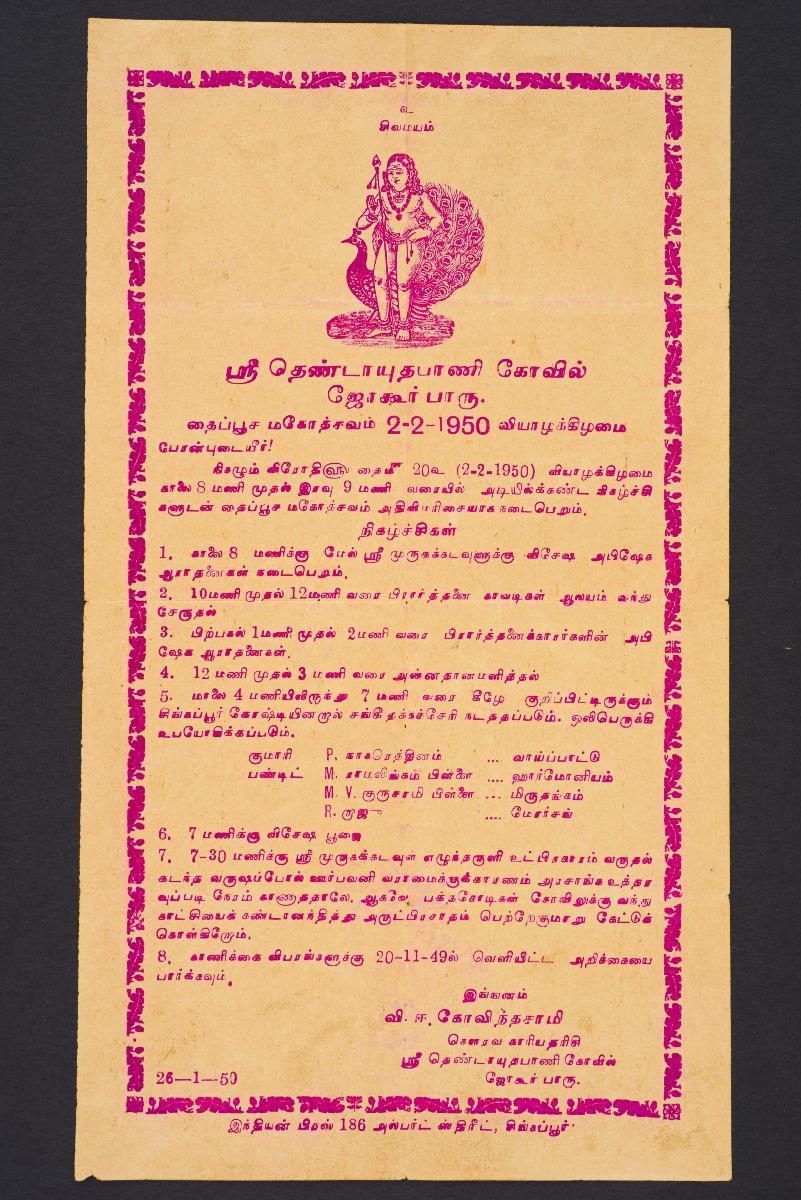 உ
சிவமயம்
ஸ்ரீ தெண்டாயுதபாணி கோவில்
ஜோகூர் பாரு.
தைப்பூச மகோத்சவம் 2-2-1950 வியாழக்கிழமை
பேரன்புடையீர்!
நிகழும் விரோதி௵ தைமீ 20உ (2-2-1950) வியாழக்கிழமை
காலை 8 மணி முதல் இரவு 9 மணி வரையில் அடியில்க்கண்ட நிகழ்ச்சி
களுடன் தைப்பூச மகோத்சவம் அதிவிமரிசையாக நடைபெறும்.
நிகழ்ச்சிகள்
1. காலை 8 மணிக்கு மேல் ஸ்ரீ முருகக்கடவுளுக்கு விசேஷ அபிஷேக
ஆராதனைகள் நடைபெறும்.
2. 10மணி முதல் 12மணி வரை பிரார்த்தனை காவடிகள் ஆலயம் வந்து
சேருதல்
3. பிற்பகல் 1மணி முதல் 2மணி வரை பிரார்த்தனைக்காரர்களின் அபி
ஷேக ஆராதனைகள்.
4. 12 மணி முதல் 3 மணி வரை அன்னதானமளித்தல்
5. மாலை 4 மணியிலிருந்து 7 மணி வரை கீழே குறிப்பிட்டிருக்கும்
சிங்கப்பூர் கோஷ்டியினரால் சங்கீதக்கச்சேரி நடத்தப்படும். ஒலிபெருக்கி
உபயோகிக்கப்படும்.
குமாரி P. நாகரெத்தினம் .... வாய்ப்பாட்டு
பண்டிட் M. ராமலிங்கம் பிள்ளை .... ஹார்மோனியம்
M. V. குருசாமி பிள்ளை ... மிருதங்கம்
R. ராஜு .... மோர்சங்
6. 7 மணிக்கு விசேஷ பூஜை
7. 7-30 மணிக்கு ஸ்ரீ முருகக்கடவுள் எழுந்தருளி உட்பிரகாரம் வருதல்
கடந்த வருஷம்போல் ஊர்பவனி வராமைக்குக்காரணம் அரசாங்க உத்தர
வுப்படி நேரம் காணாததாலே. ஆகவே பக்தகோடிகள் கோவிலுக்கு வந்து
காட்சியைக் கண்டானந்தித்து அருட்பிரசாதம் பெற்றேகுமாறு கேட்டுக்
கொள்கிறோம்.
8. காணிக்கை விபரங்களுக்கு 20-11-49ல் வெளியிட்ட அறிக்கையை
பார்க்கவும்.
இங்ஙனம்
வி. ஈ. கோவிந்தசாமி
கௌரவ காரியதரிசி
ஸ்ரீ தெண்டாயுதபாணி கோவில்
26—1—50 ஜோகூர் பாரு.
இந்தியன் பிரஸ் 186 அல்பர்ட் ஸ்திரீட், சிங்கப்பூர்.